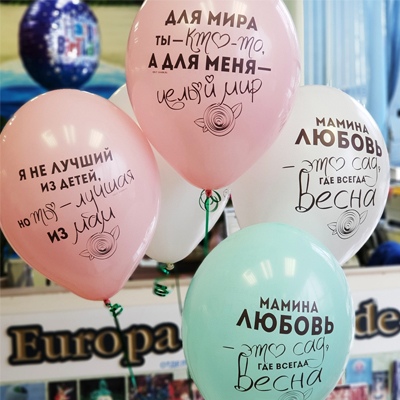 ДЛЯ МИРА
ТЫ—КТО-ТО,
А ДЛЯ МЕНЯ—
целый мир
Я НЕ ЛУЧШИЙ
ИЗ ДЕТЕЙ,
но ты — лучшая
ИЗ мам
МАМИНА
ЛЮБОВЬ
— это сад,
ГДЕ ВСЕГДА
Весна
МАМИНА
ЛЮБОВЬ
— это сад,
ГДЕ ВСЕГДА
Весна
Europa
de